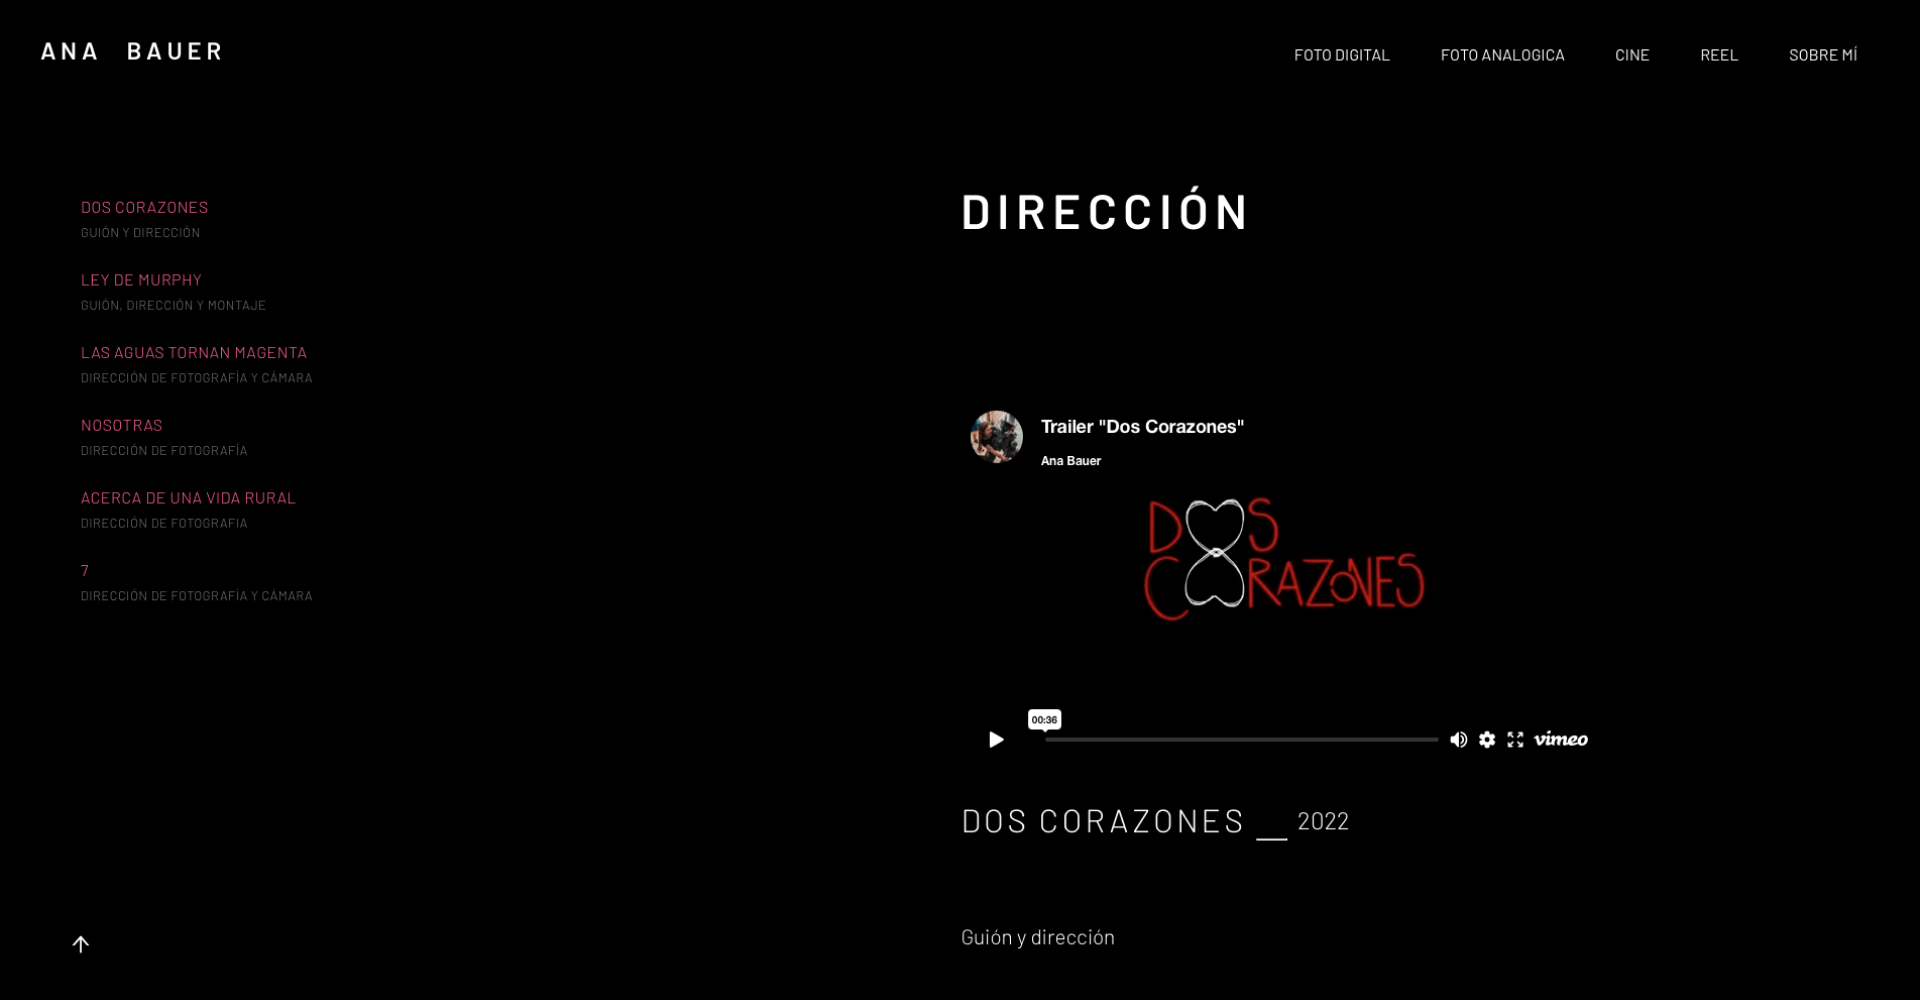 ANA BAUER
FOTO DIGITAL
FOTO ANALOGICA
CINE
REEL
SOBRE MÍ
DOS CORAZONES
GUIÓN Y DIRECCIÓN
LEY DE MURPHY
GUIÓN, DIRECCIÓN Y MONTAJE
LAS AGUAS TORNAN MAGENTA
DIRECCIÓN DE FOTOGRAFÍA Y CÁMARA
NOSOTRAS
DIRECCIÓN DE FOTOGRAFÍA
ACERCA DE UNA VIDA RURAL
DIRECCIÓN DE FOTOGRAFIA
7
DIRECCIÓN DE FOTOGRAFÍA Y CÁMARA
DIRECCIÓN
Trailer "Dos Corazones"
Ana Bauer
DOS
CORAZONES
00:36
vimeo
DOS CORAZONES __ 2022
Guión y dirección